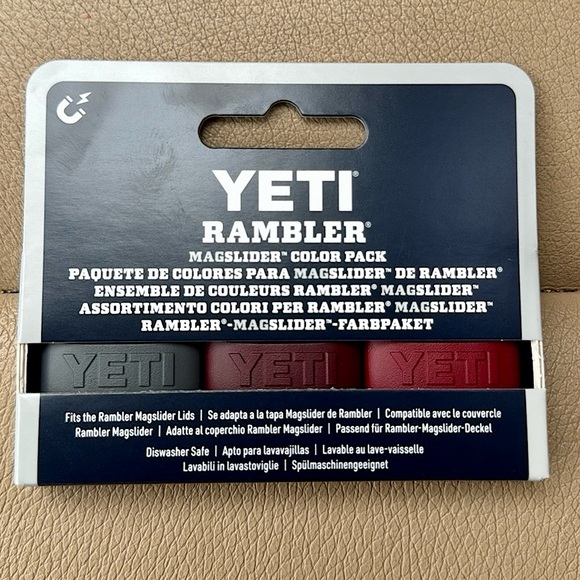 YETI®
RAMBLER®
MAGSLIDER™ COLOR PACK
PAQUETE DE COLORES PARA MAGSLIDER™ DE RAMBLER®
ENSEMBLE DE COULEURS RAMBLER® MAGSLIDER™
ASSORTIMENTO COLORI PER RAMBLER® MAGSLIDER™
RAMBLER®-MAGSLIDER™-FARBPAKET
YETI YETI YETI
Fits the Rambler Magslider Lids | Se adapta a la tapa Magslider de Rambler | Compatible avec le couvercle
Rambler Magslider | Adatte al coperchio Rambler Magslider | Passend für Rambler-Magslider-Deckel
Dishwasher Safe | Apto para lavavajillas | Lavable au lave-vaisselle
Lavabili in lavastoviglie | Spülmaschinengeeignet